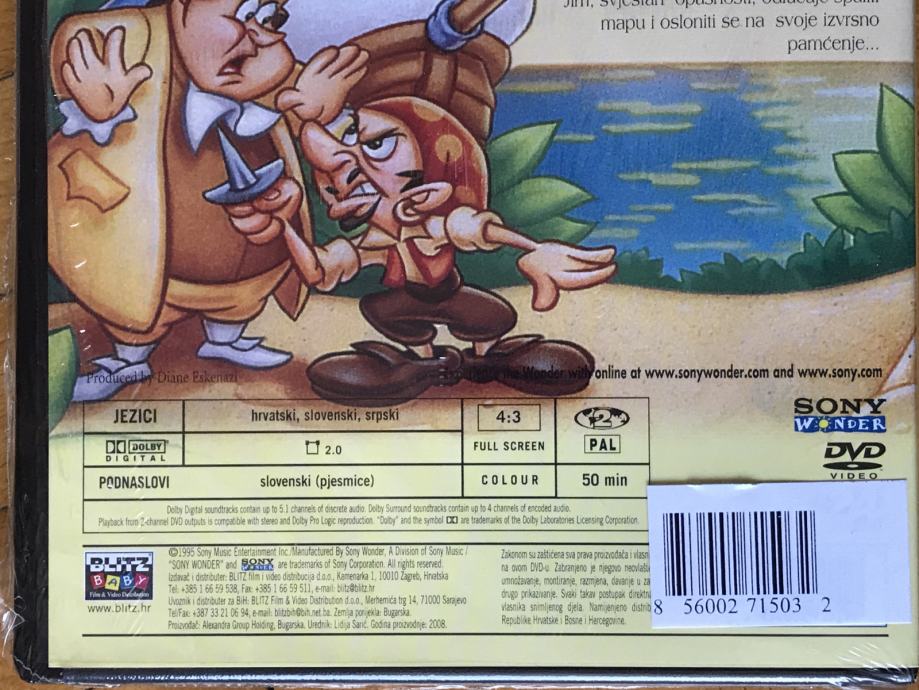 Jim, svjestan opasnosti, odlučuje spaliti
mapu i osloniti se na svoje izvrsno
pamćenje...
Produced by Diane Eskenazi
the Wonder with online at www.sonywonder.com and www.sony.com
JEZICI
hrvatski, slovenski, srpski
4:3
2
DOLBY
DIGITAL
2.0
FULL SCREEN
PAL
PODNASLOVI
slovenski (pjesmice)
COLOUR
50 min
SONY
WONDER
DVD
VIDEO
Dolby Digital soundtracks contain up to 5.1 channels of discrete audio. Dolby Surround soundtracks contain up to 4 channels of encoded audio.
Playback from 2-channel DVD outputs is compatible with stereo and Dolby Pro Logic reproduction. "Dolby" and the symbol are trademarks of the Dolby Laboratories Licensing Corporation.
BLITZ
BABY
Film & Video Distribution
www.blitz.hr
©1995 Sony Music Entertainment Inc./Manufactured By Sony Wonder, A Division of Sony Music /
"SONY WONDER" and SONY WONDER are trademarks of Sony Corporation. All rights reserved.
Izdavač i distributer: BLITZ film i video distribucija d.o.o., Kamenarka 1, 10010 Zagreb, Hrvatska
Tel: +385 1 66 59 538, Fax: +385 1 66 59 511, e-mail: blitz@blitz.hr
Uvoznik i distributer za BiH: BLITZ Film & Video Distribution d.o.o., Merhemića trg 14, 71000 Sarajevo
Tel/Fax: +387 33 21 06 94, e-mail: blitzbih@bih.net.ba. Zemlja porijekla: Bugarska.
Proizvođač: Alexandra Group Holding, Bugarska. Urednik: Lidija Sarić. Godina proizvodnje: 2008.
Zakonom su zaštićena sva prava proizvođača i vlasn
na ovom DVD-u. Zabranjeno je njegovo neovlašt
umnožavanje, montiranje, razmjena, davanje u za
drugo prikazivanje. Svaki takav postupak direktn
vlasnika snimljenog djela. Namijenjeno distrib
Republike Hrvatske i Bosne i Hercegovine.
8 56002 71503 2